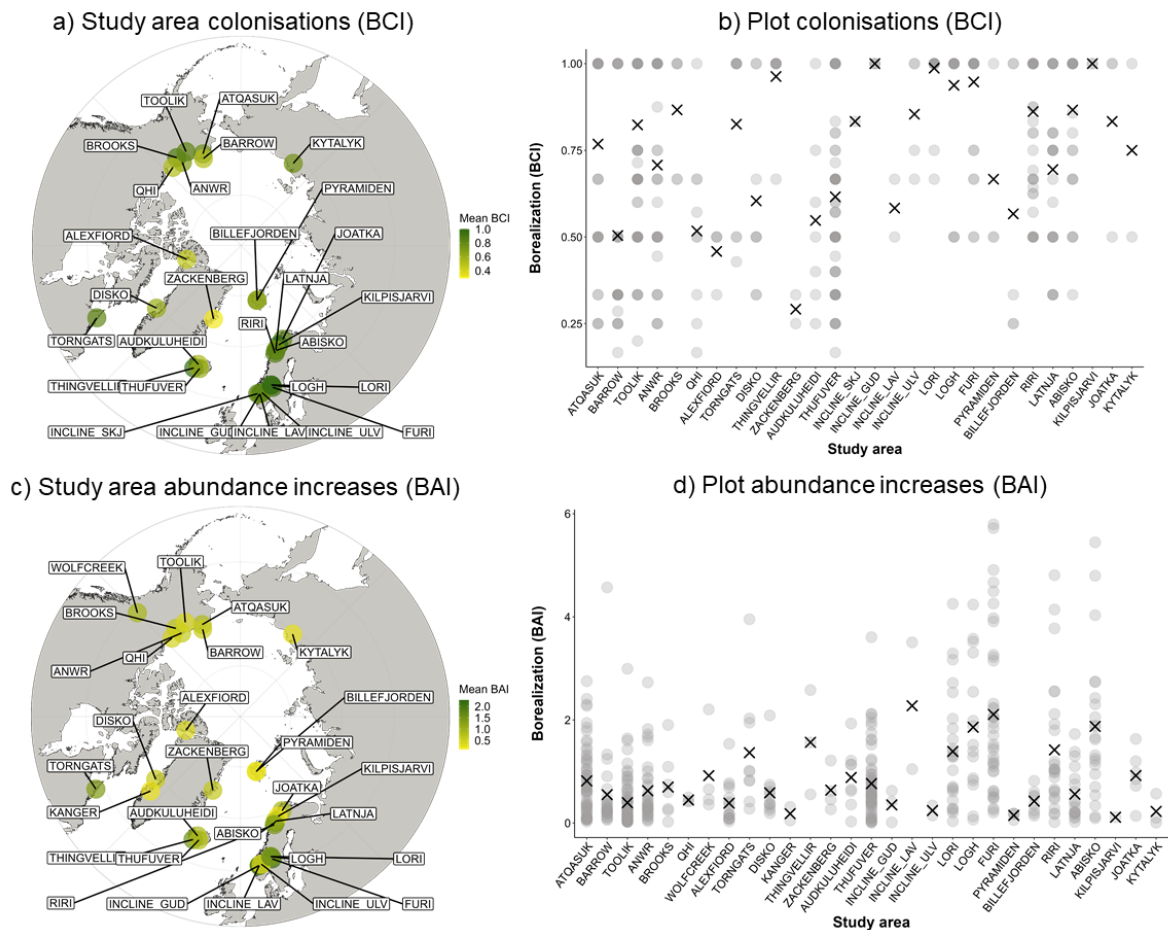 a) Study area colonisations (BCI)
TOOLIK
ATQASUK
BROOKS
BARROW
KYTALYK
QHI
ANWR
PYRAMIDEN
ALEXFIORD
BILLEFJORDEN
JOATKA
ZACKENBERG
LATNJA
DISKO
KILPISJARVI
RIRI
TORNGATS
AUDKULUHEIDI
ABISKO
THINGVELLIR
THUFUVER
LOGH
LORI
INCLINE_SKJ
INCLINE_GUD
INCLINE_LAV
INCLINE_ULV
FURI
Mean BCI
1.0
0.8
0.6
0.4
b) Plot colonisations (BCI)
Borealization (BCI)
1.00
0.75
0.50
0.25
ATQASUK
BARROW
TOOLIK
ANWR
BROOKS
QHI
ALEXFIORD
TORNGATS
DISKO
THINGVELLIR
ZACKENBERG
AUDKULUHEIDI
THUFUVER
INCLINE_SKJ
INCLINE_GUD
INCLINE_LAV
INCLINE_ULV
LORI
LOGH
FURI
PYRAMIDEN
BILLEFJORDEN
RIRI
LATNJA
ABISKO
KILPISJARVI
JOATKA
KYTALYK
Study area
c) Study area abundance increases (BAI)
WOLFCREEK
TOOLIK
BROOKS
ATQASUK
QHI
BARROW
KYTALYK
ANWR
ALEXFIORD
BILLEFJORDEN
DISKO
ZACKENBERG
PYRAMIDEN
TORNGATS
KILPISJARVI
JOATKA
KANGER
AUDKULUHEIDI
LATNJA
ABISKO
THINGVELLIR
THUFUVER
LOGH
LORI
RIRI
INCLINE_GUD
INCLINE_LAV
INCLINE_ULV
FURI
Mean BAI
2.0
1.5
1.0
0.5
d) Plot abundance increases (BAI)
Borealization (BAI)
6
4
2
0
ATQASUK
BARROW
TOOLIK
ANWR
BROOKS
QHI
WOLFCREEK
ALEXFIORD
TORNGATS
DISKO
KANGER
THINGVELLIR
ZACKENBERG
AUDKULUHEIDI
THUFUVER
INCLINE_GUD
INCLINE_LAV
INCLINE_ULV
LORI
LOGH
FURI
PYRAMIDEN
BILLEFJORDEN
RIRI
LATNJA
ABISKO
KILPISJARVI
JOATKA
KYTALYK
Study area